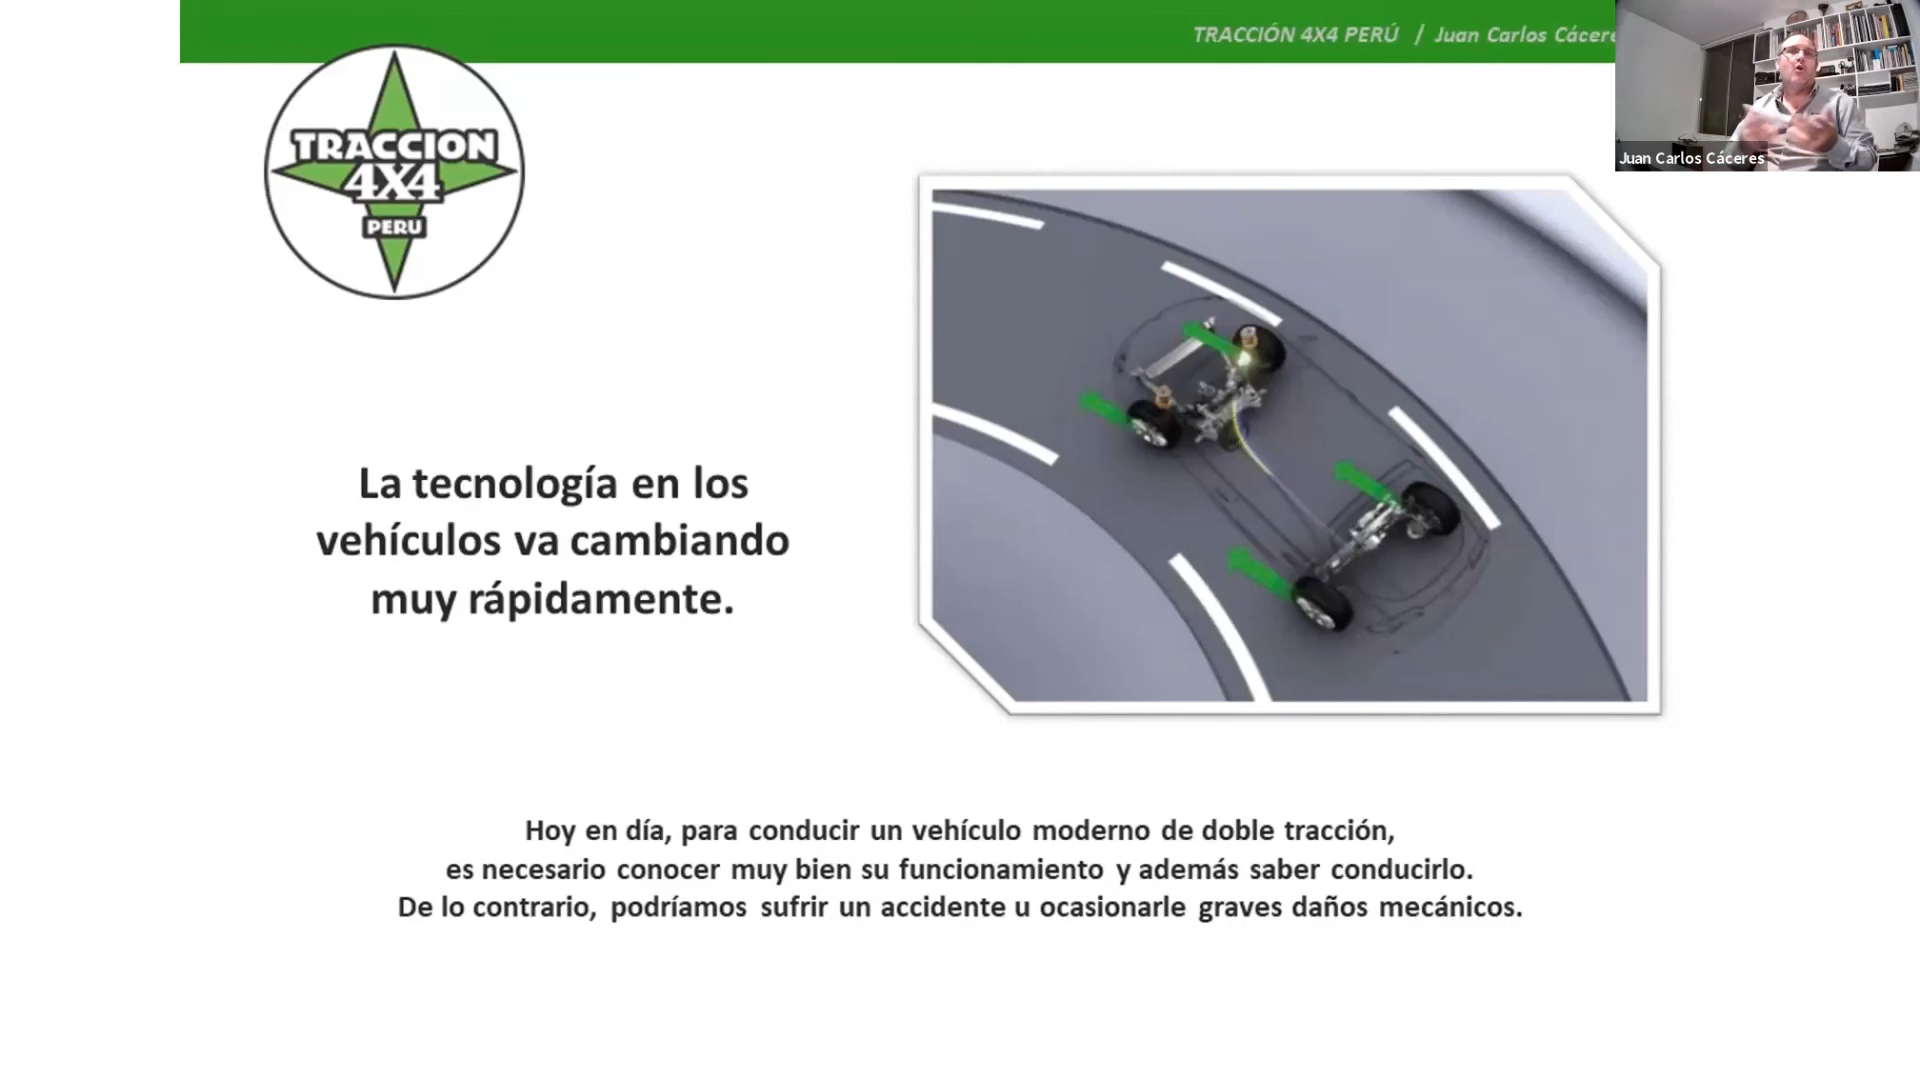 TRACCIÓN 4X4 PERÚ / Juan Carlos
Juan Carlos Cáceres
TRACCION
4X4
PERU
La tecnología en los
vehículos va cambiando
muy rápidamente.
Hoy en día, para conducir un vehículo moderno de doble tracción,
es necesario conocer muy bien su funcionamiento y además saber conducirlo.
De lo contrario, podríamos sufrir un accidente u ocasionarle graves daños mecánicos.